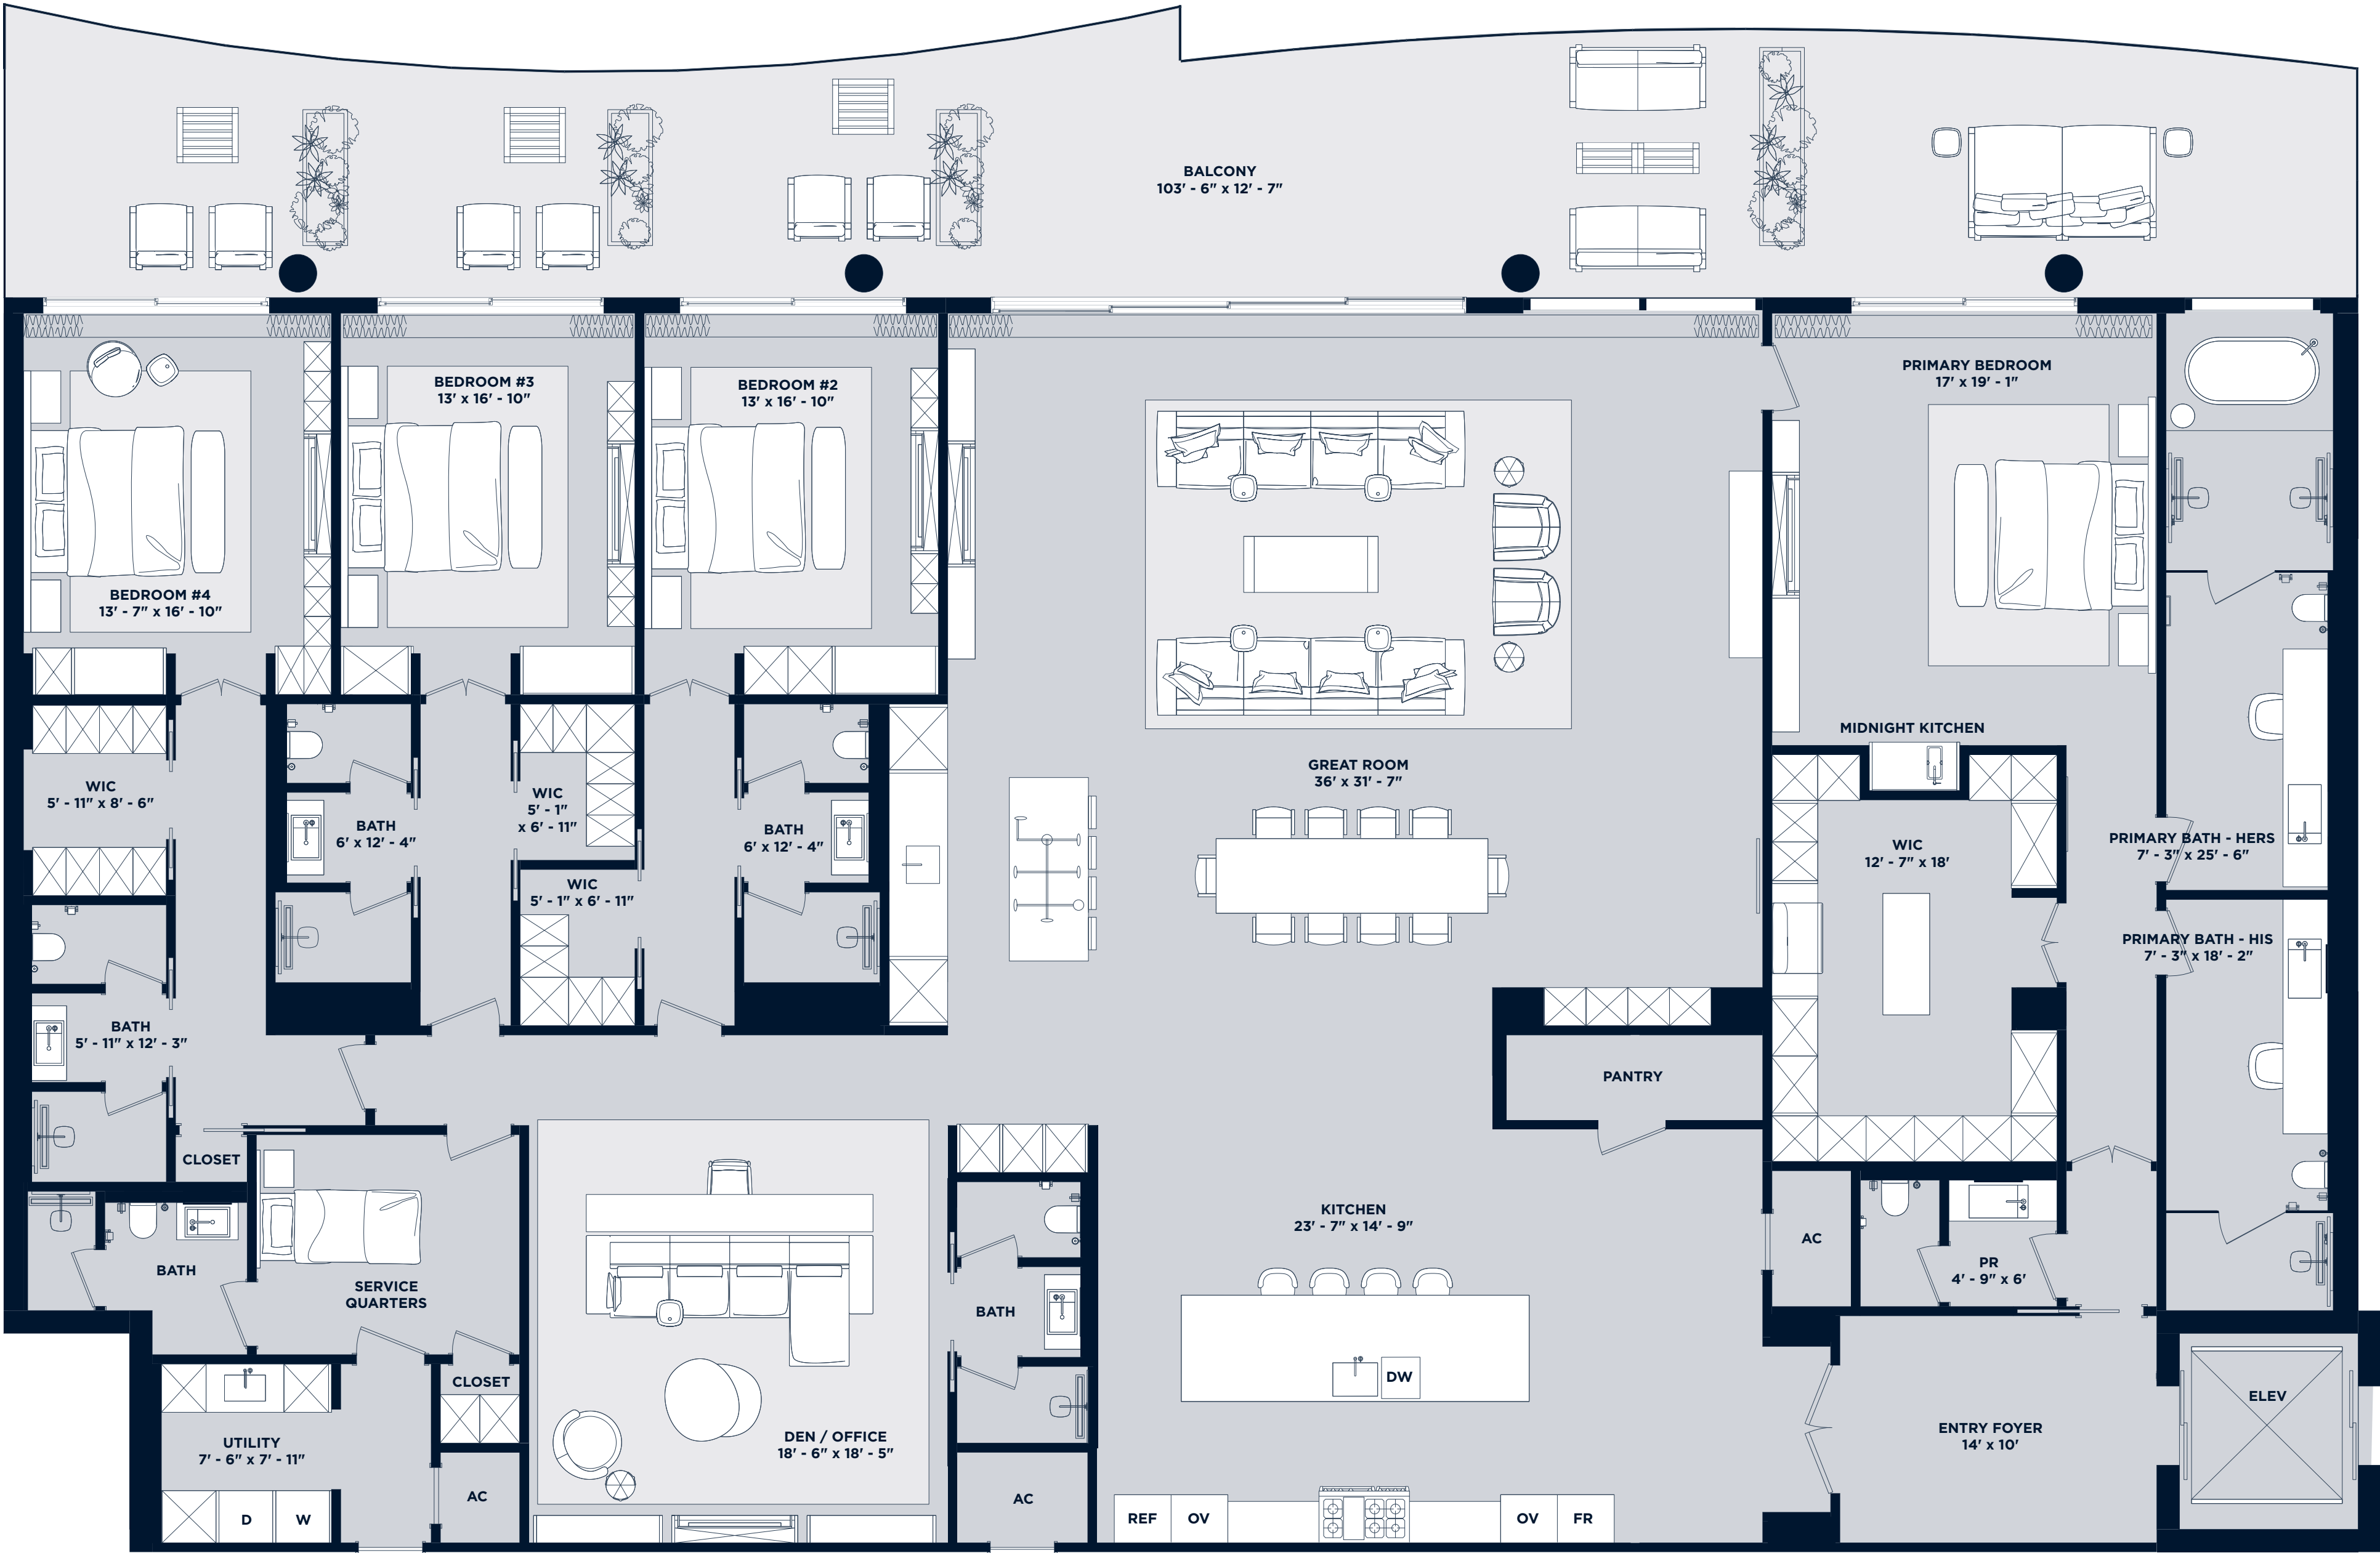 BALCONY
103' - 6" x 12' - 7"
PRIMARY BEDROOM
17' x 19' - 1"
BEDROOM #3
13' x 16' - 10"
BEDROOM #2
13' x 16' - 10"
BEDROOM #4
13' - 7" x 16' - 10"
MIDNIGHT KITCHEN
GREAT ROOM
36' x 31' - 7"
WIC
5' - 11" x 8' - 6"
WIC
5' - 1"
x 6' - 11"
BATH
6' x 12' - 4"
BATH
6' x 12' - 4"
PRIMARY BATH - HERS
7' - 3" x 25' - 6"
WIC
12' - 7" x 18'
WIC
5' - 1" x 6' - 11"
PRIMARY BATH - HIS
7' - 3" x 18' - 2"
BATH
5' - 11" x 12' - 3"
PANTRY
CLOSET
KITCHEN
23' - 7" x 14' - 9"
AC
BATH
SERVICE
QUARTERS
PR
4' - 9" x 6'
BATH
CLOSET
DW
ELEV
UTILITY
7' - 6" x 7' - 11"
DEN / OFFICE
18' - 6" x 18' - 5"
ENTRY FOYER
14' x 10'
AC
AC
D
W
REF
OV
OV
FR